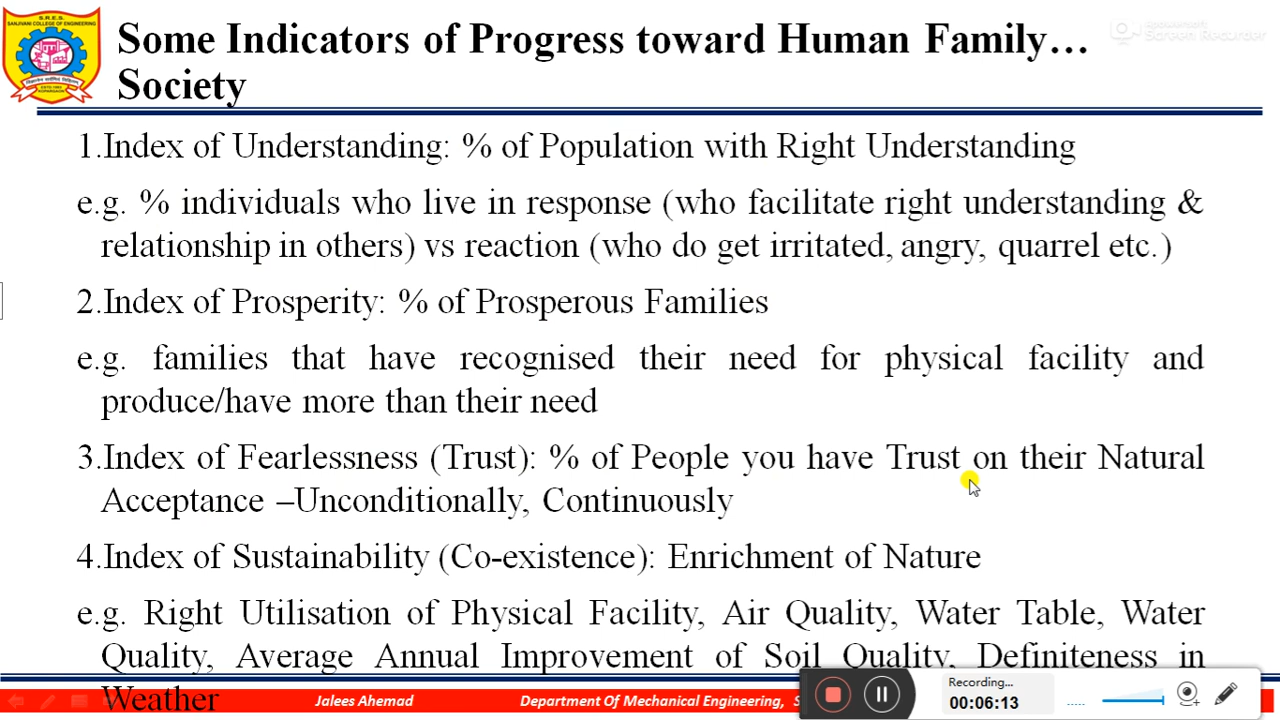 S.R.E.S.
SANJIVANI COLLEGE OF ENGINEERING
Some Indicators of Progress toward Human Family…
Society
Screen Recorder
1.Index of Understanding: % of Population with Right Understanding
e.g. % individuals who live in response (who facilitate right understanding &
relationship in others) vs reaction (who do get irritated, angry, quarrel etc.)
2.Index of Prosperity: % of Prosperous Families
e.g. families that have recognised their need for physical facility and
produce/have more than their need
3.Index of Fearlessness (Trust): % of People you have Trust on their Natural
Acceptance –Unconditionally, Continuously
4.Index of Sustainability (Co-existence): Enrichment of Nature
e.g. Right Utilisation of Physical Facility, Air Quality, Water Table, Water
Quality, Average Annual Improvement of Soil Quality, Definiteness in
Weather
Jalees Ahemad Department Of Mechanical Engineering, S
Recording...
00:06:13